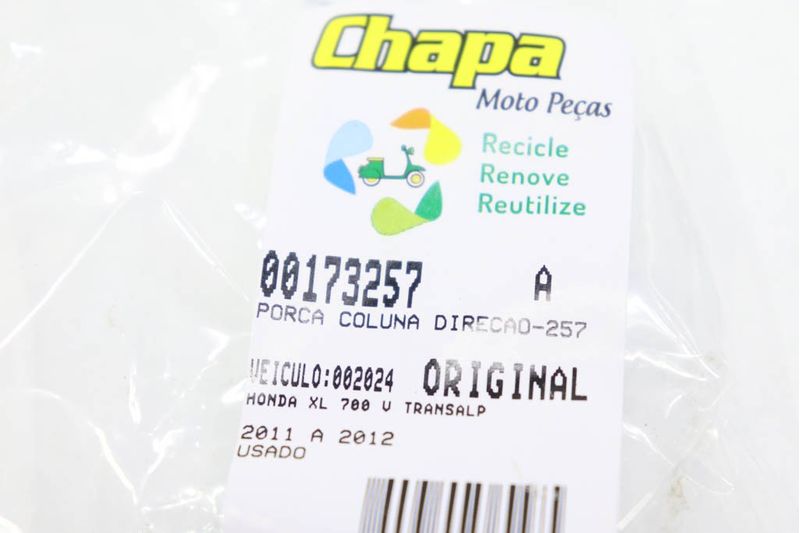 Chapa
Moto Peças
Recicle
Renove
Reutilize
00173257 A
PORCA COLUNA DIRECAO-257
VEICULO:002024 ORIGINAL
HONDA XL 700 V TRANSALP
2011 A 2012
USADO